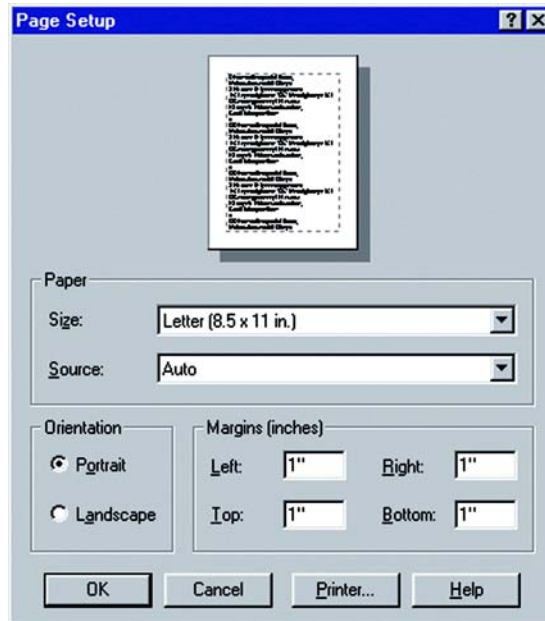 Page Setup
Paper
Size: Letter (8.5 x 11 in.)
Source: Auto
Orientation Margins (inches)
Portrait Left: 1" Right: 1"
Landscape Top: 1" Bottom: 1"
OK Cancel Printer... Help